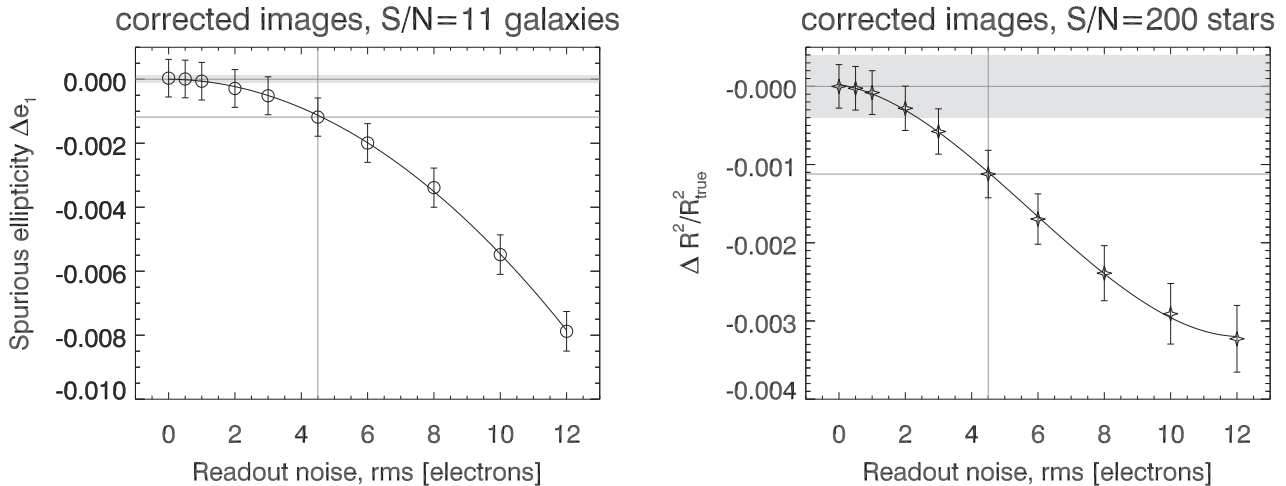 corrected images, S/N=11 galaxies
Spurious ellipticity Δe₁
0.000
-0.002
-0.004
-0.006
-0.008
-0.010
0 2 4 6 8 10 12
Readout noise, rms [electrons]
corrected images, S/N=200 stars
Δ R²/R²true
-0.000
-0.001
-0.002
-0.003
-0.004
0 2 4 6 8 10 12
Readout noise, rms [electrons]